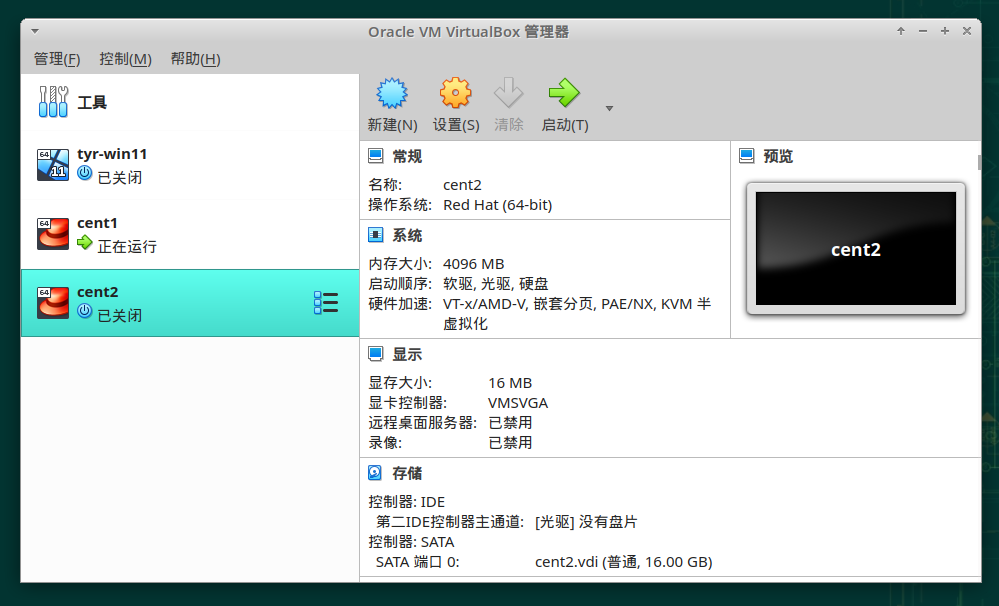 Oracle VM VirtualBox 管理器
管理(F) 控制(M) 帮助(H)
工具
64
11
tyr-win11
已关闭
64
cent1
正在运行
64
cent2
已关闭
新建(N) 设置(S) 清除 启动(T)
常规
名称: cent2
操作系统: Red Hat (64-bit)
系统
内存大小: 4096 MB
启动顺序: 软驱, 光驱, 硬盘
硬件加速: VT-x/AMD-V, 嵌套分页, PAE/NX, KVM 半
虚拟化
预览
cent2
显示
显存大小: 16 MB
显卡控制器: VMSVGA
远程桌面服务器: 已禁用
录像: 已禁用
存储
控制器: IDE
第二IDE控制器主通道: [光驱] 没有盘片
控制器: SATA
SATA 端口 0: cent2.vdi (普通, 16.00 GB)